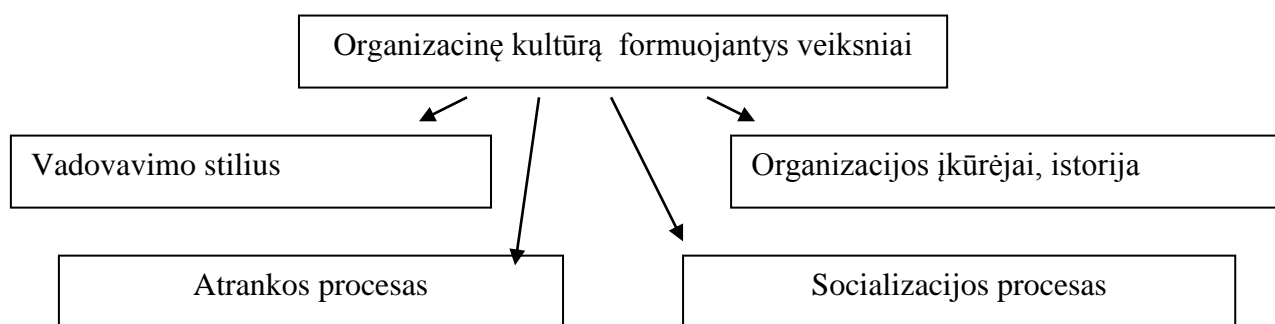 Organizacinę kultūrą formuojantys veiksniai
Vadovavimo stilius
Organizacijos įkūrėjai, istorija
Atrankos procesas
Socializacijos procesas